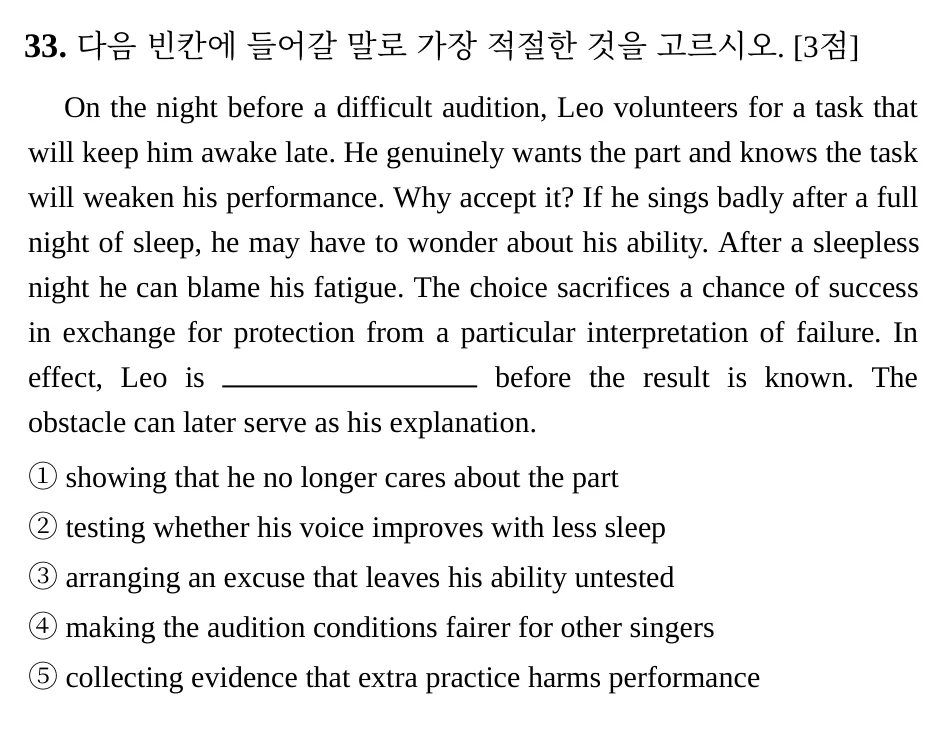 33. 다음 빈칸에 들어갈 말로 가장 적절한 것을 고르시오. [3점]
On the night before a difficult audition, Leo volunteers for a task that
will keep him awake late. He genuinely wants the part and knows the task
will weaken his performance. Why accept it? If he sings badly after a full
night of sleep, he may have to wonder about his ability. After a sleepless
night he can blame his fatigue. The choice sacrifices a chance of success
in exchange for protection from a particular interpretation of failure. In
effect, Leo is ________________ before the result is known. The
obstacle can later serve as his explanation.
① showing that he no longer cares about the part
② testing whether his voice improves with less sleep
③ arranging an excuse that leaves his ability untested
④ making the audition conditions fairer for other singers
⑤ collecting evidence that extra practice harms performance